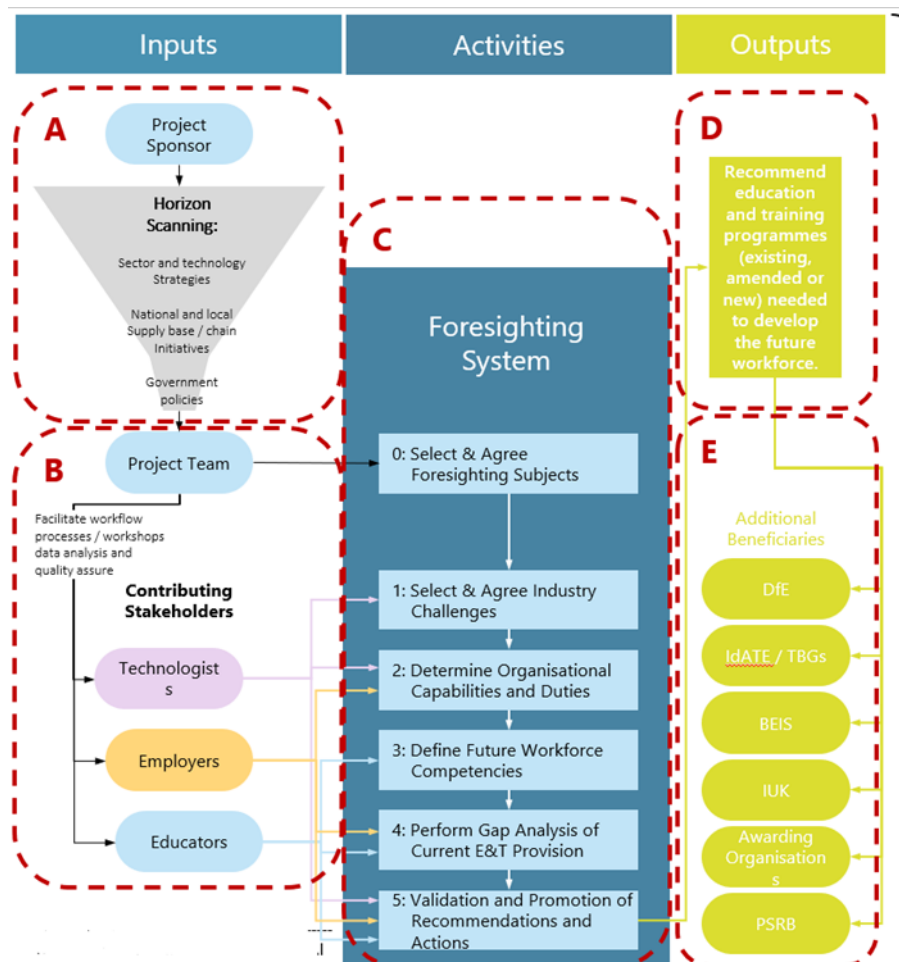 Inputs
Activities
Outputs
A
Project
Sponsor
Horizon
Scanning:
Sector and technology
Strategies
National and local
Supply base / chain
Initiatives
Government
policies
B
Project Team
Facilitate workflow
processes / workshops
data analysis and
quality assure
Contributing
Stakeholders
Technologist
s
Employers
Educators
C
Foresighting
System
0: Select & Agree
Foresighting Subjects
1: Select & Agree Industry
Challenges
2: Determine Organisational
Capabilities and Duties
3: Define Future Workforce
Competencies
4: Perform Gap Analysis of
Current E&T Provision
5: Validation and Promotion of
Recommendations and
Actions
D
Recommend
education
and training
programmes
(existing,
amended or
new) needed
to develop
the future
workforce.
E
Additional
Beneficiaries
DfE
IdATE / TBGs
BEIS
IUK
Awarding
Organisation
s
PSRB